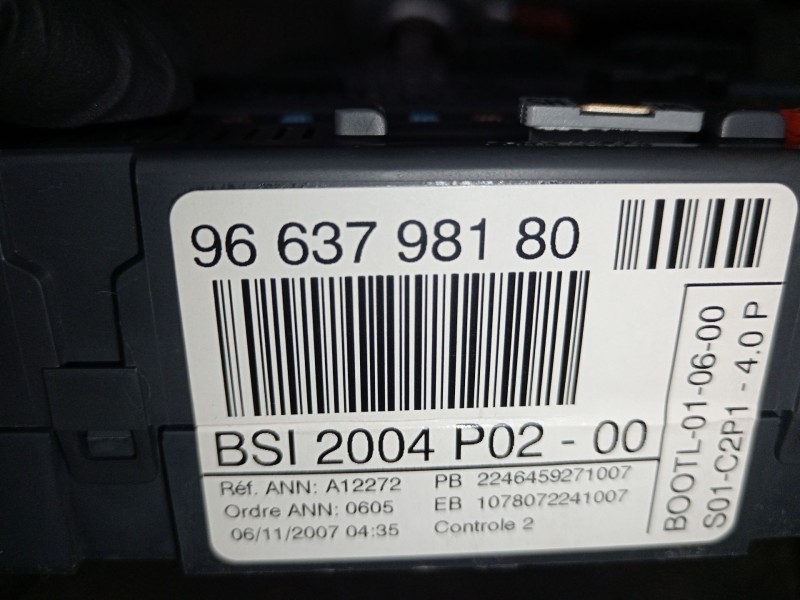 96 637 981 80
BSI 2004 P02 - 00
Réf. ANN: A12272
Ordre ANN: 0605
06/11/2007 04:35
PB 2246459271007
EB 1078072241007
Controle 2
BOOTL-01-06-00
S01-C2P1 - 4.0 P